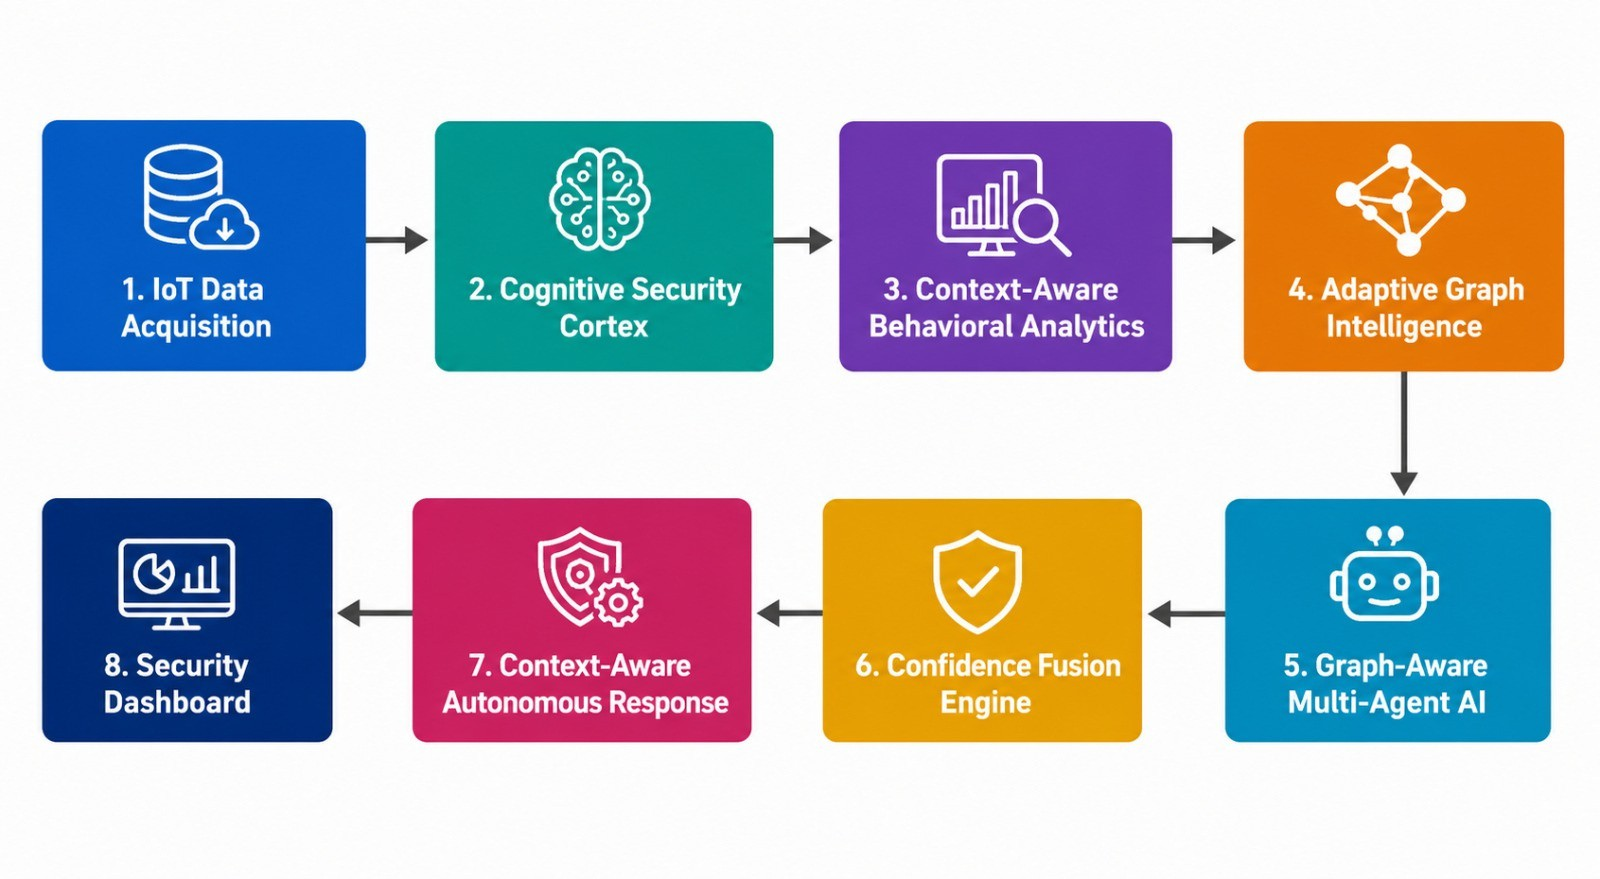 1. IoT Data
Acquisition
2. Cognitive Security
Cortex
3. Context-Aware
Behavioral Analytics
4. Adaptive Graph
Intelligence
5. Graph-Aware
Multi-Agent AI
6. Confidence Fusion
Engine
7. Context-Aware
Autonomous Response
8. Security
Dashboard